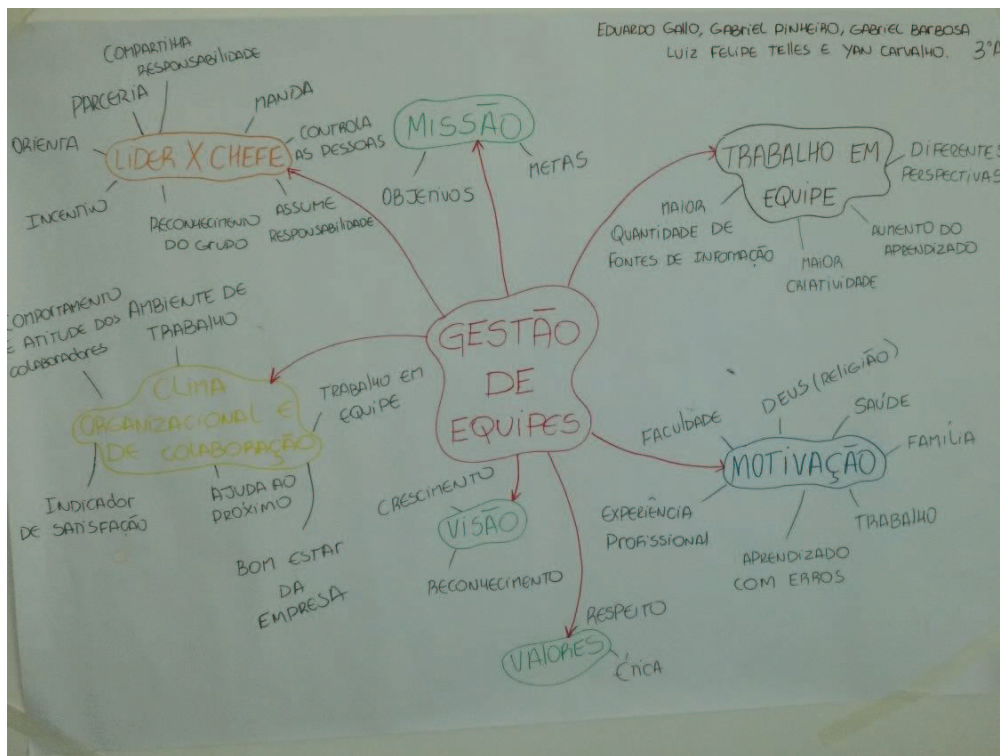 EDUARDO GALLO, GABRIEL PINHEIRO, GABRIEL BARBOSA
LUIZ FELIPE TELLES E YAN CARVALHO. 3°A
COMPARTILHA
RESPONSABILIDADE
PARCERIA
MANDA
ORIENTA
LÍDER X CHEFE
CONTROLA
AS PESSOAS
INCENTIVO
RECONHECIMENTO
DO GRUPO
ASSUME
RESPONSABILIDADE
MISSÃO
OBJETIVOS
METAS
TRABALHO EM
EQUIPE
DIFERENTES
PERSPECTIVAS
MAIOR
QUANTIDADE DE
FONTES DE INFOMAÇÃO
MAIOR
CRIATIVIDADE
AUMENTO DO
APRENDIZADO
GESTÃO
DE
EQUIPES
COMPORTAMENTO
E ATITUDE DOS
COLABORADORES
AMBIENTE DE
TRABALHO
CLIMA
ORGANIZACIONAL E
DE COLABORAÇÃO
TRABALHO EM
EQUIPE
INDICADOR
DE SATISFAÇÃO
AJUDA AO
PRÓXIMO
BOM ESTAR
DA
EMPRESA
CRESCIMENTO
VISÃO
RECONHECIMENTO
RESPEITO
VALORES
ÉTICA
FACULDADE
DEUS (RELIGIÃO)
SAÚDE
FAMÍLIA
MOTIVAÇÃO
EXPERIÊNCIA
PROFISSIONAL
APRENDIZADO
COM ERROS
TRABALHO